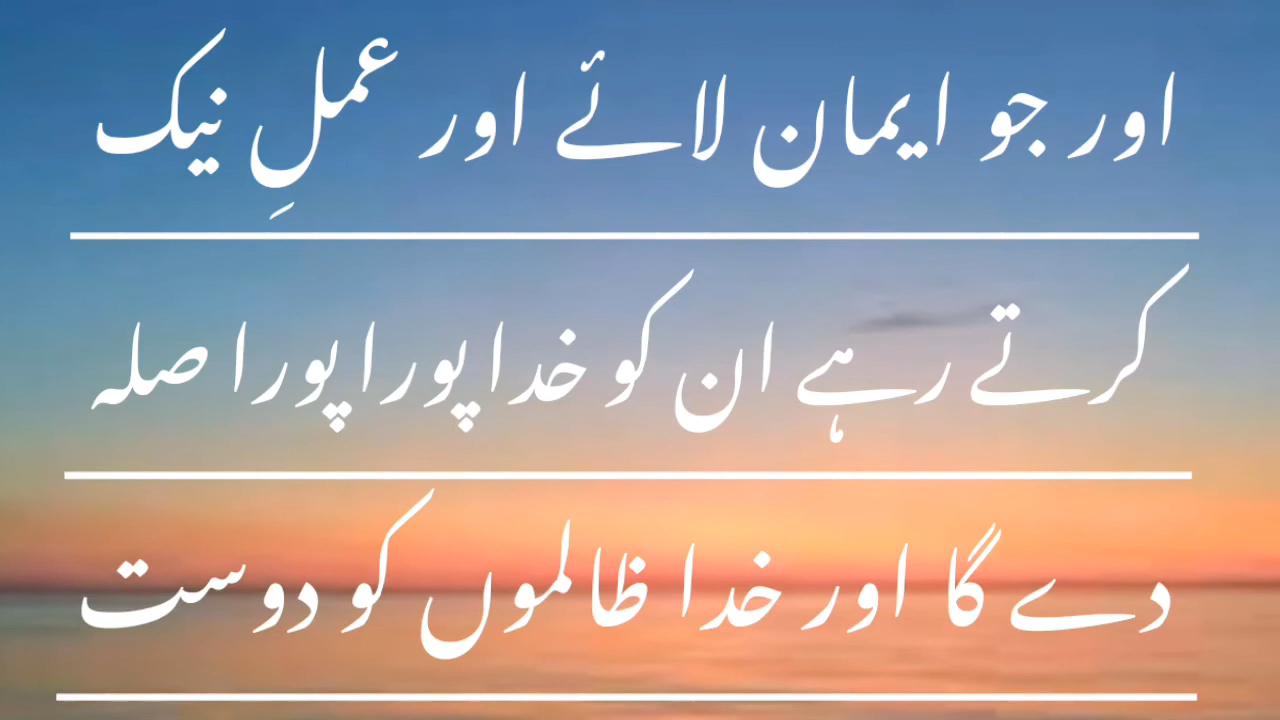 اور جو ایمان لائے اور عملِ نیک
کرتے رہے ان کو خدا پورا پورا صلہ
دے گا اور خدا ظالموں کو دوست